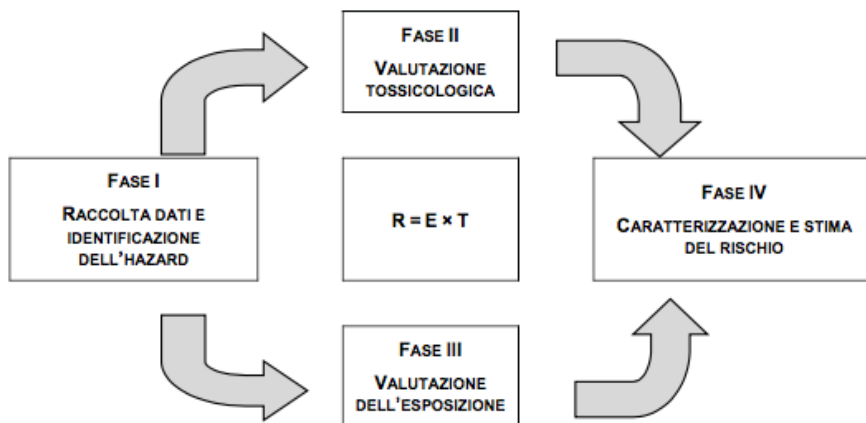 FASE II
VALUTAZIONE
TOSSICOLOGICA
FASE I
RACCOLTA DATI E
IDENTIFICAZIONE
DELL'HAZARD
R = E × T
FASE IV
CARATTERIZZAZIONE E STIMA
DEL RISCHIO
FASE III
VALUTAZIONE
DELL'ESPOSIZIONE